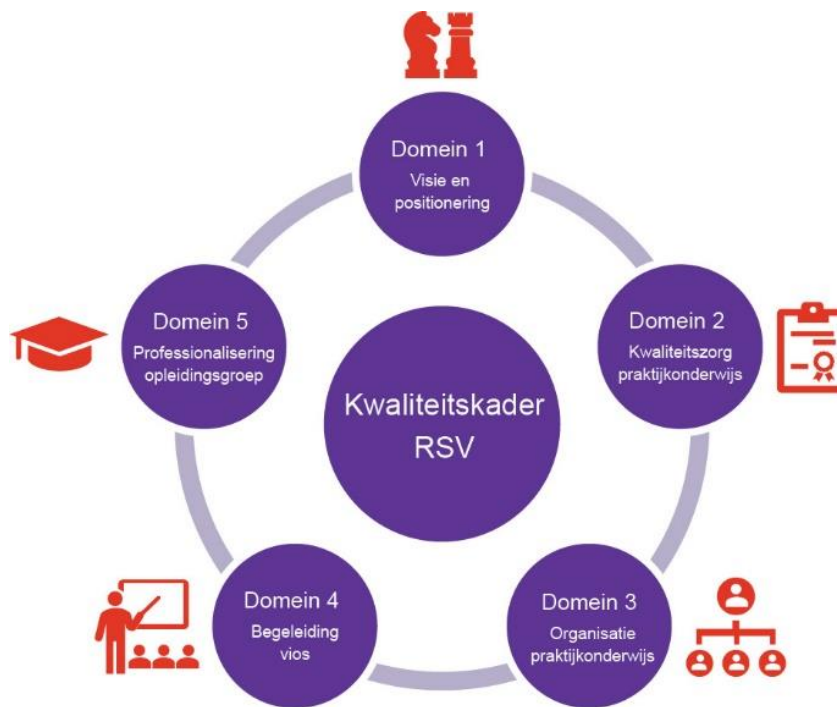 Domein 1
Visie en
positionering
Domein 2
Kwaliteitszorg
praktijkonderwijs
Domein 3
Organisatie
praktijkonderwijs
Domein 4
Begeleiding
vios
Domein 5
Professionalisering
opleidingsgroep
Kwaliteitskader
RSV